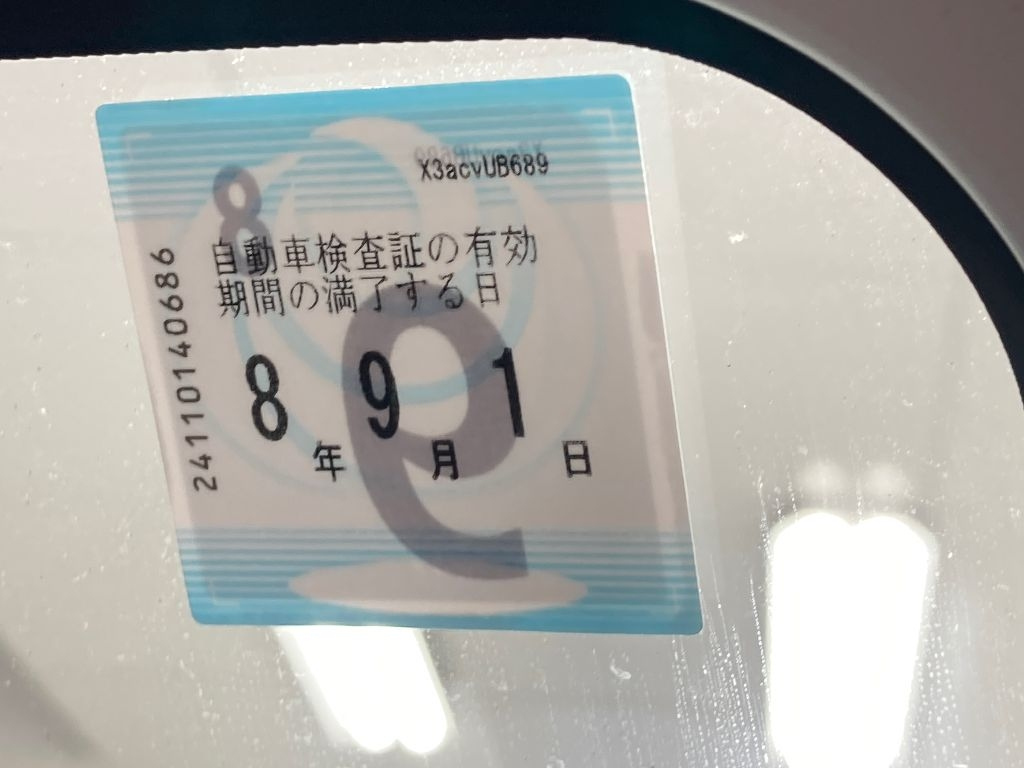 X3acvUB689
自動車検査証の有効
期間の満了する日
8年9月1日
241101140686